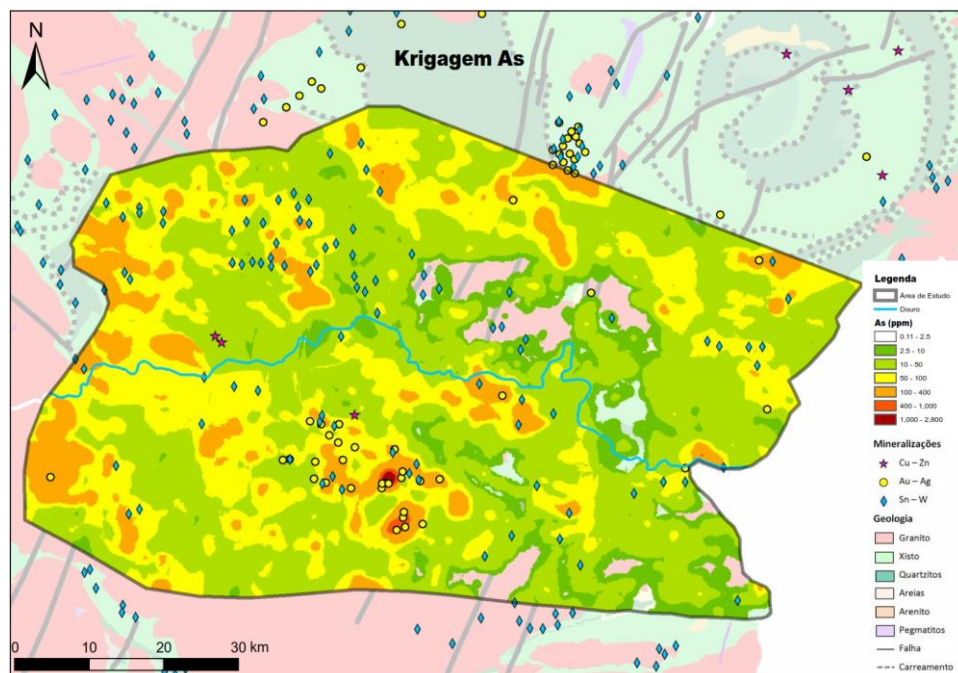 N
Krigagem As
Legenda
Área de Estudo
Douro
As (ppm)
0.11 - 2.5
2.5 - 10
10 - 50
50 - 100
100 - 400
400 - 1,000
1,000 - 2,800
Mineralizações
Cu – Zn
Au – Ag
Sn – W
Geologia
Granito
Xisto
Quartzitos
Areias
Arenito
Pegmatitos
Falha
Carreamento
0 10 20 30 km